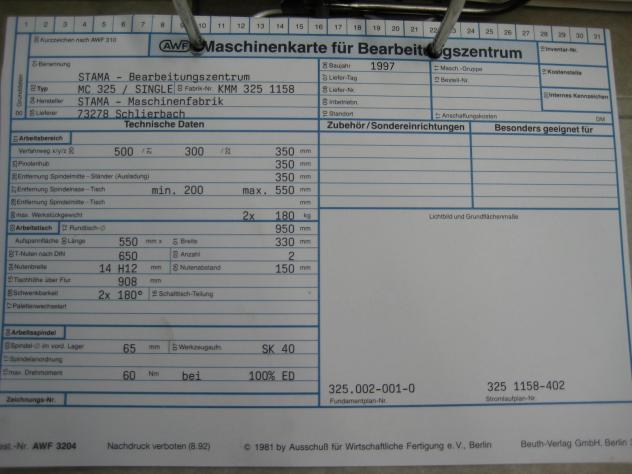 1 2 3 4 5 6 7 8 9 10 11 12 13 14 15 16 17 18 19 20 21 22 23 24 25 26 27 28 29 30 31
Kurzzeichen nach AWF 310
AWF Maschinenkarte für Bearbeitungszentrum
Inventar-Nr.
Grunddaten
Benennung
STAMA - Bearbeitungszentrum
Baujahr 1997
Masch.-Gruppe
Kostenstelle
Liefer-Tag
Bestell-Nr.
Typ MC 325 / SINGLE Fabrik-Nr. KMM 325 1158
Liefer-Nr.
Internes Kennzeichen
Hersteller STAMA - Maschinenfabrik
Inbetriebn.
Lieferer 73278 Schlierbach
Standort
Anschaffungskosten DM
Technische Daten
Zubehör/Sondereinrichtungen
Besonders geeignet für
Arbeitsbereich
Verfahrweg x/y/z 500 / 300 / 350 mm
Pinolenhub 350 mm
Entfernung Spindelmitte - Ständer (Ausladung) 350 mm
Entfernung Spindelnase - Tisch min. 200 max. 550 mm
Entfernung Spindelmitte - Tisch mm
max. Werkstückgewicht 2x 180 kg
Lichtbild und Grundflächenmaße
Arbeitstisch Rundtisch-∅ 950 mm
Aufspannfläche Länge 550 mm x Breite 330 mm
T-Nuten nach DIN 650 Anzahl 2
Nutenbreite 14 H12 mm Nutenabstand 150 mm
Tischhöhe über Flur 908 mm
Schwenkbarkeit 2x 180° Schalttisch-Teilung °
Palettenwechselart
Arbeitsspindel
Spindel-∅ im vord. Lager 65 mm Werkzeugaufn. SK 40
Spindelanordnung
max. Drehmoment 60 Nm bei 100% ED
325.002-001-0
325 1158-402
Fundamentplan-Nr.
Stromlaufplan-Nr.
Zeichnungs-Nr.
est.-Nr. AWF 3204 Nachdruck verboten (8.92) © 1981 by Ausschuß für Wirtschaftliche Fertigung e.V., Berlin Beuth-Verlag GmbH, Berlin